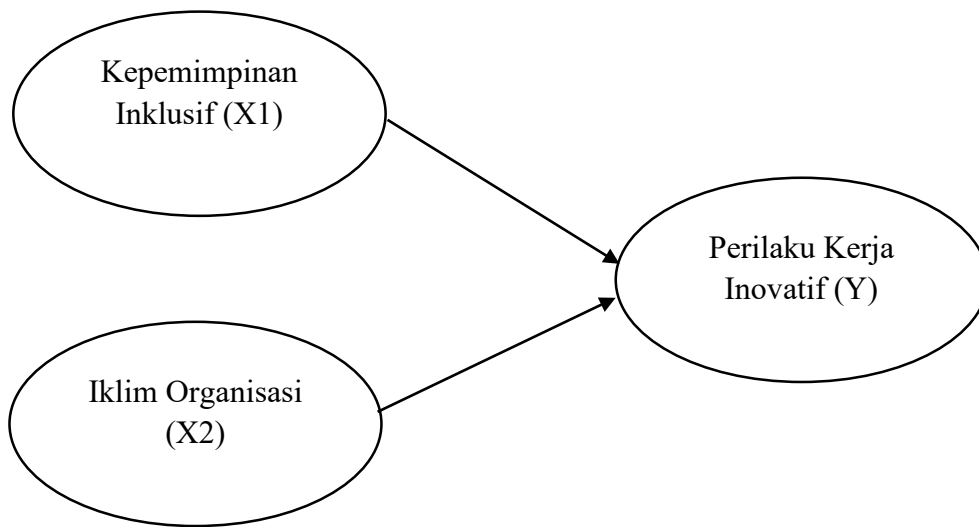 Kepemimpinan
Inklusif (X1)
Perilaku Kerja
Inovatif (Y)
Iklim Organisasi
(X2)